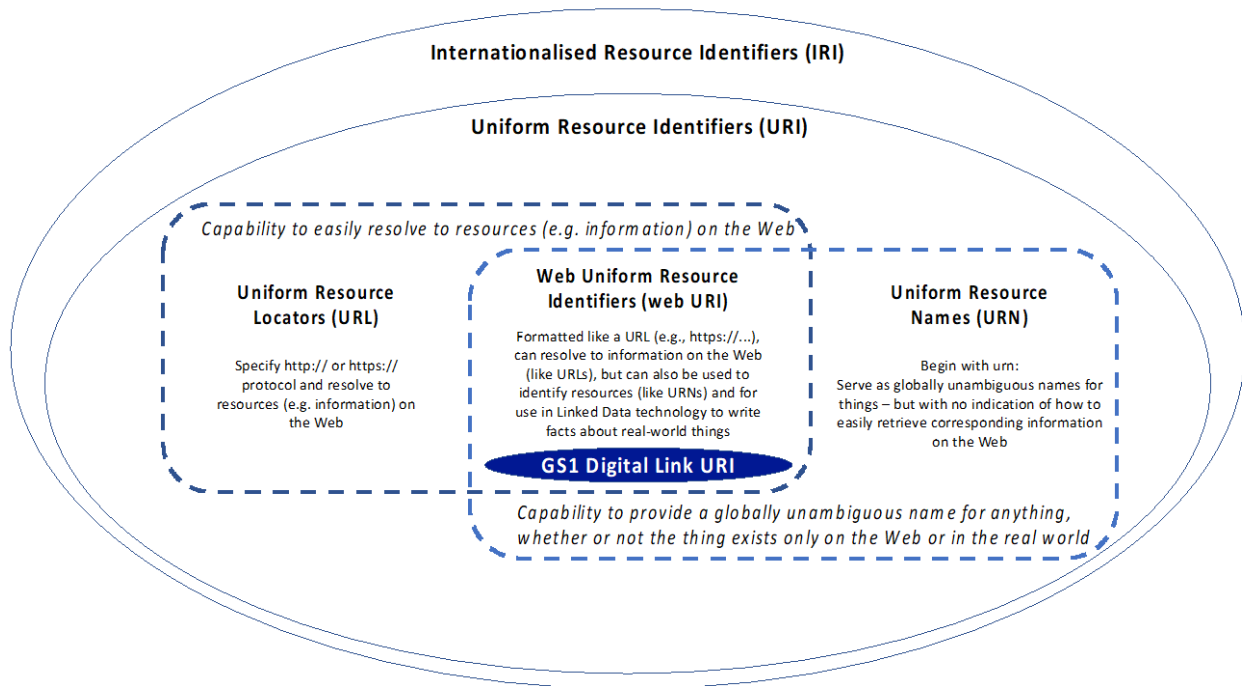 Internationalised Resource Identifiers (IRI)
Uniform Resource Identifiers (URI)
Capability to easily resolve to resources (e.g. information) on the Web
Uniform Resource
Locators (URL)
Specify http:// or https://
protocol and resolve to
resources (e.g. information) on
the Web
Web Uniform Resource
Identifiers (web URI)
Formatted like a URL (e.g., https://...),
can resolve to information on the Web
(like URLs), but can also be used to
identify resources (like URNs) and for
use in Linked Data technology to write
facts about real-world things
GS1 Digital Link URI
Uniform Resource
Names (URN)
Begin with urn:
Serve as globally unambiguous names for
things – but with no indication of how to
easily retrieve corresponding information
on the Web
Capability to provide a globally unambiguous name for anything,
whether or not the thing exists only on the Web or in the real world